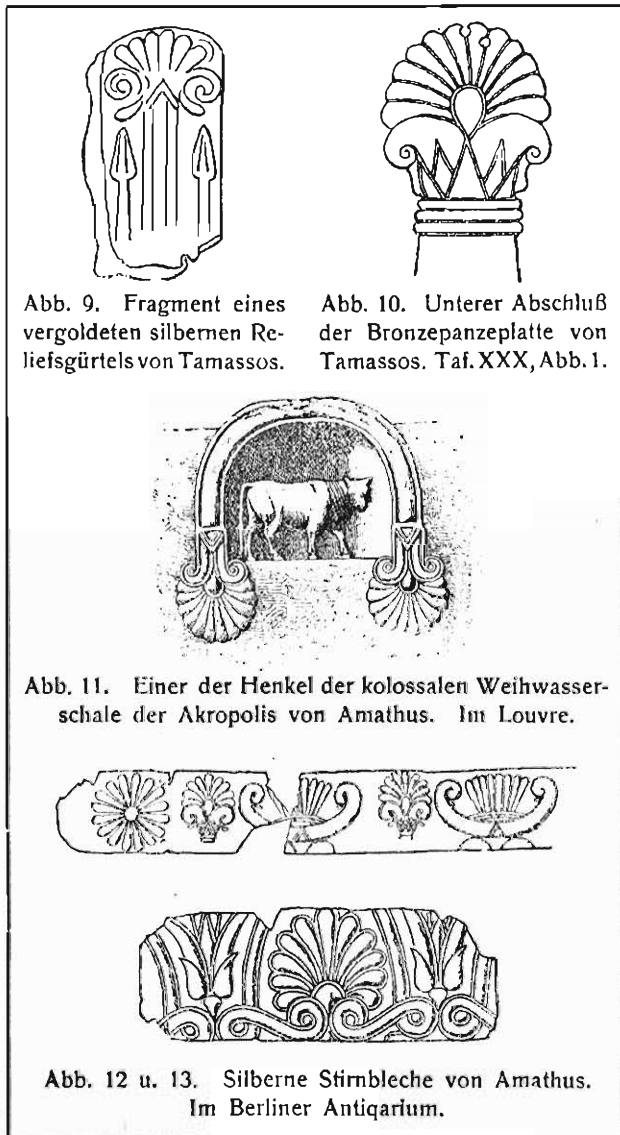 Abb. 9. Fragment eines
vergoldeten silbernen Re-
liefsgürtels von Tamassos.
Abb. 10. Unterer Abschluß
der Bronzepanzeplatte von
Tamassos. Taf. XXX, Abb. 1.
Abb. 11. Einer der Henkel der kolossalen Weihwasser-
schale der Akropolis von Amathus. Im Louvre.
Abb. 12 u. 13. Silberne Stirnbleche von Amathus.
Im Berliner Antiqarium.